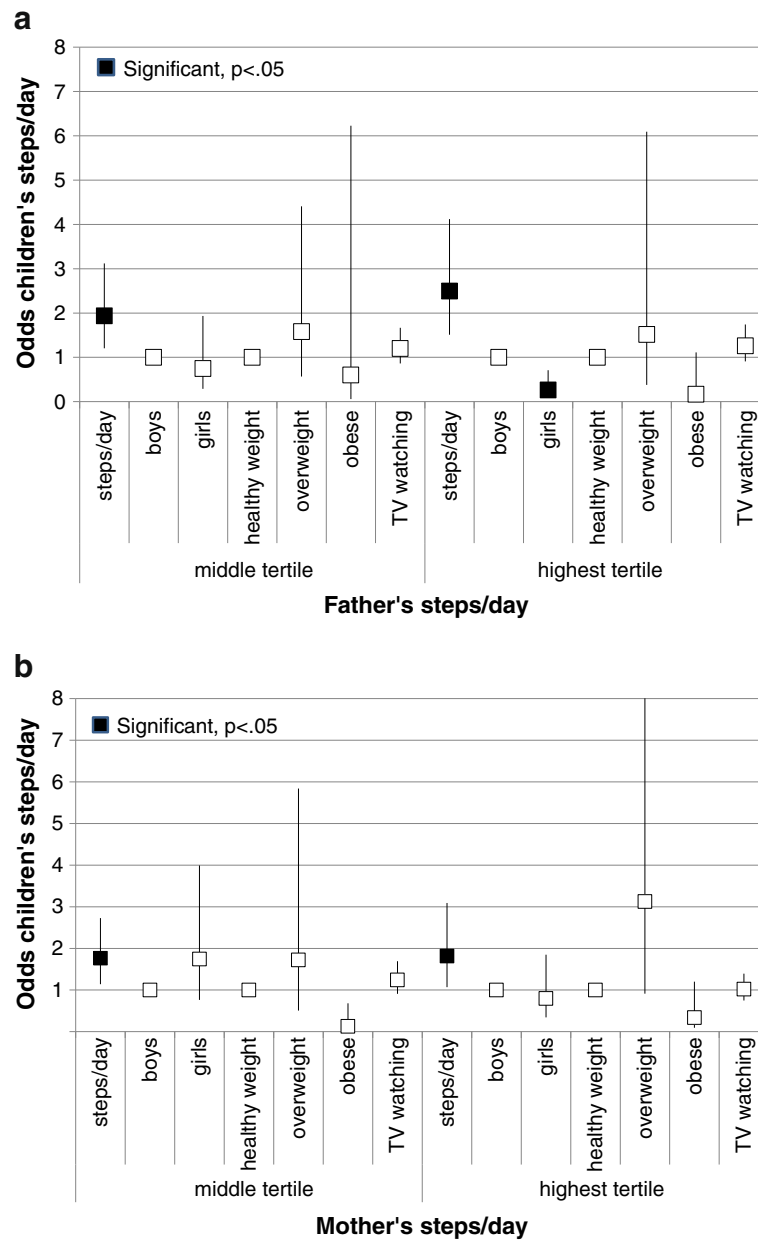 a
Odds children's steps/day
8
7
6
5
4
3
2
1
0
Significant, p<.05
steps/day
boys
girls
healthy weight
overweight
obese
TV watching
steps/day
boys
girls
healthy weight
overweight
obese
TV watching
middle tertile
highest tertile
Father's steps/day
b
Odds children's steps/day
8
7
6
5
4
3
2
1
Significant, p<.05
steps/day
boys
girls
healthy weight
overweight
obese
TV watching
steps/day
boys
girls
healthy weight
overweight
obese
TV watching
middle tertile
highest tertile
Mother's steps/day